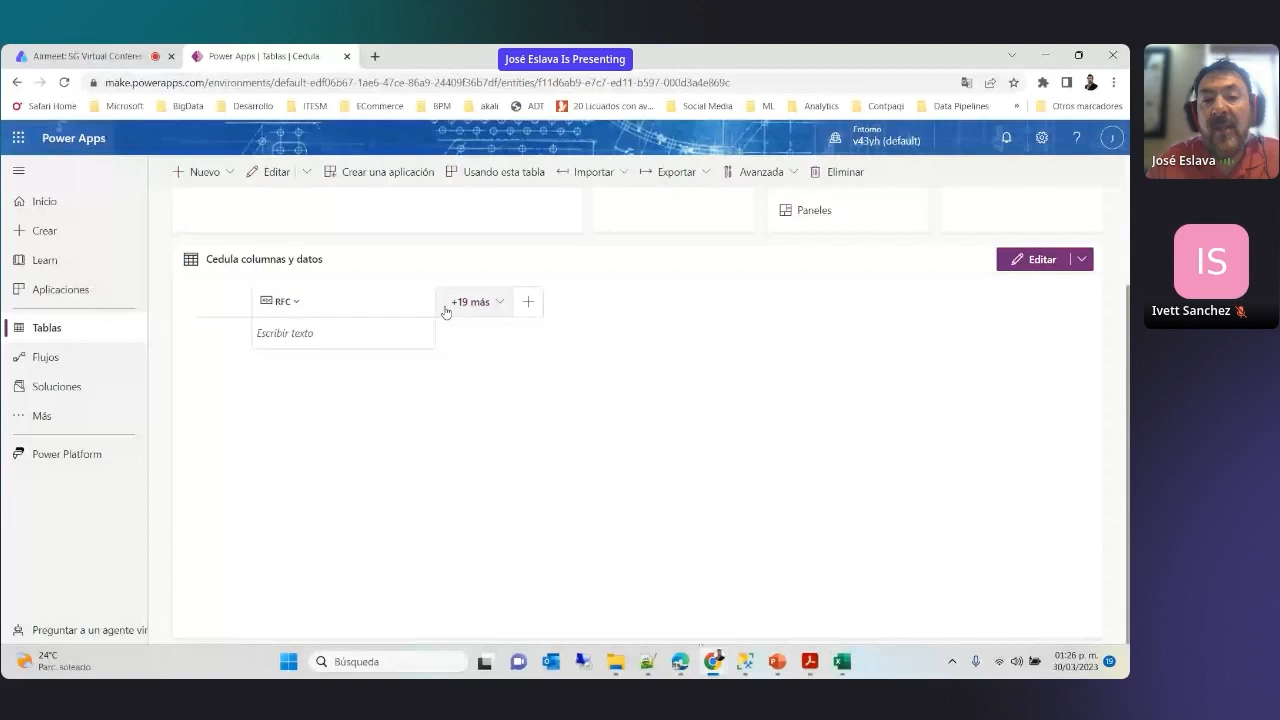 José Eslava Is Presenting
Airmeet: SG Virtual Conferen
Power Apps | Tablas | Cedula
make.powerapps.com/environments/default-edf06b67-1ae6-47ce-86a9-24409f36b7df/entities/f11d6ab9-e7c7-ed11-b597-000d3a4e869c
Safari Home
Microsoft
BigData
Desarrollo
ITESM
ECommerce
BPM
akali
ADT
20 Licuados con av...
Social Media
ML
Analytics
Contpaqi
Data Pipelines
»
Otros marcadores
Power Apps
Entorno
v43yh (default)
?
J
Nuevo
Editar
Crear una aplicación
Usando esta tabla
Importar
Exportar
Avanzada
Eliminar
Inicio
Crear
Learn
Aplicaciones
Tablas
Flujos
Soluciones
Más
Power Platform
Preguntar a un agente vir
Paneles
Cedula columnas y datos
Editar
Abc RFC
+19 más
Escribir texto
24°C
Parc. soleado
Búsqueda
01:26 p. m.
30/03/2023
19
José Eslava
IS
Ivett Sanchez